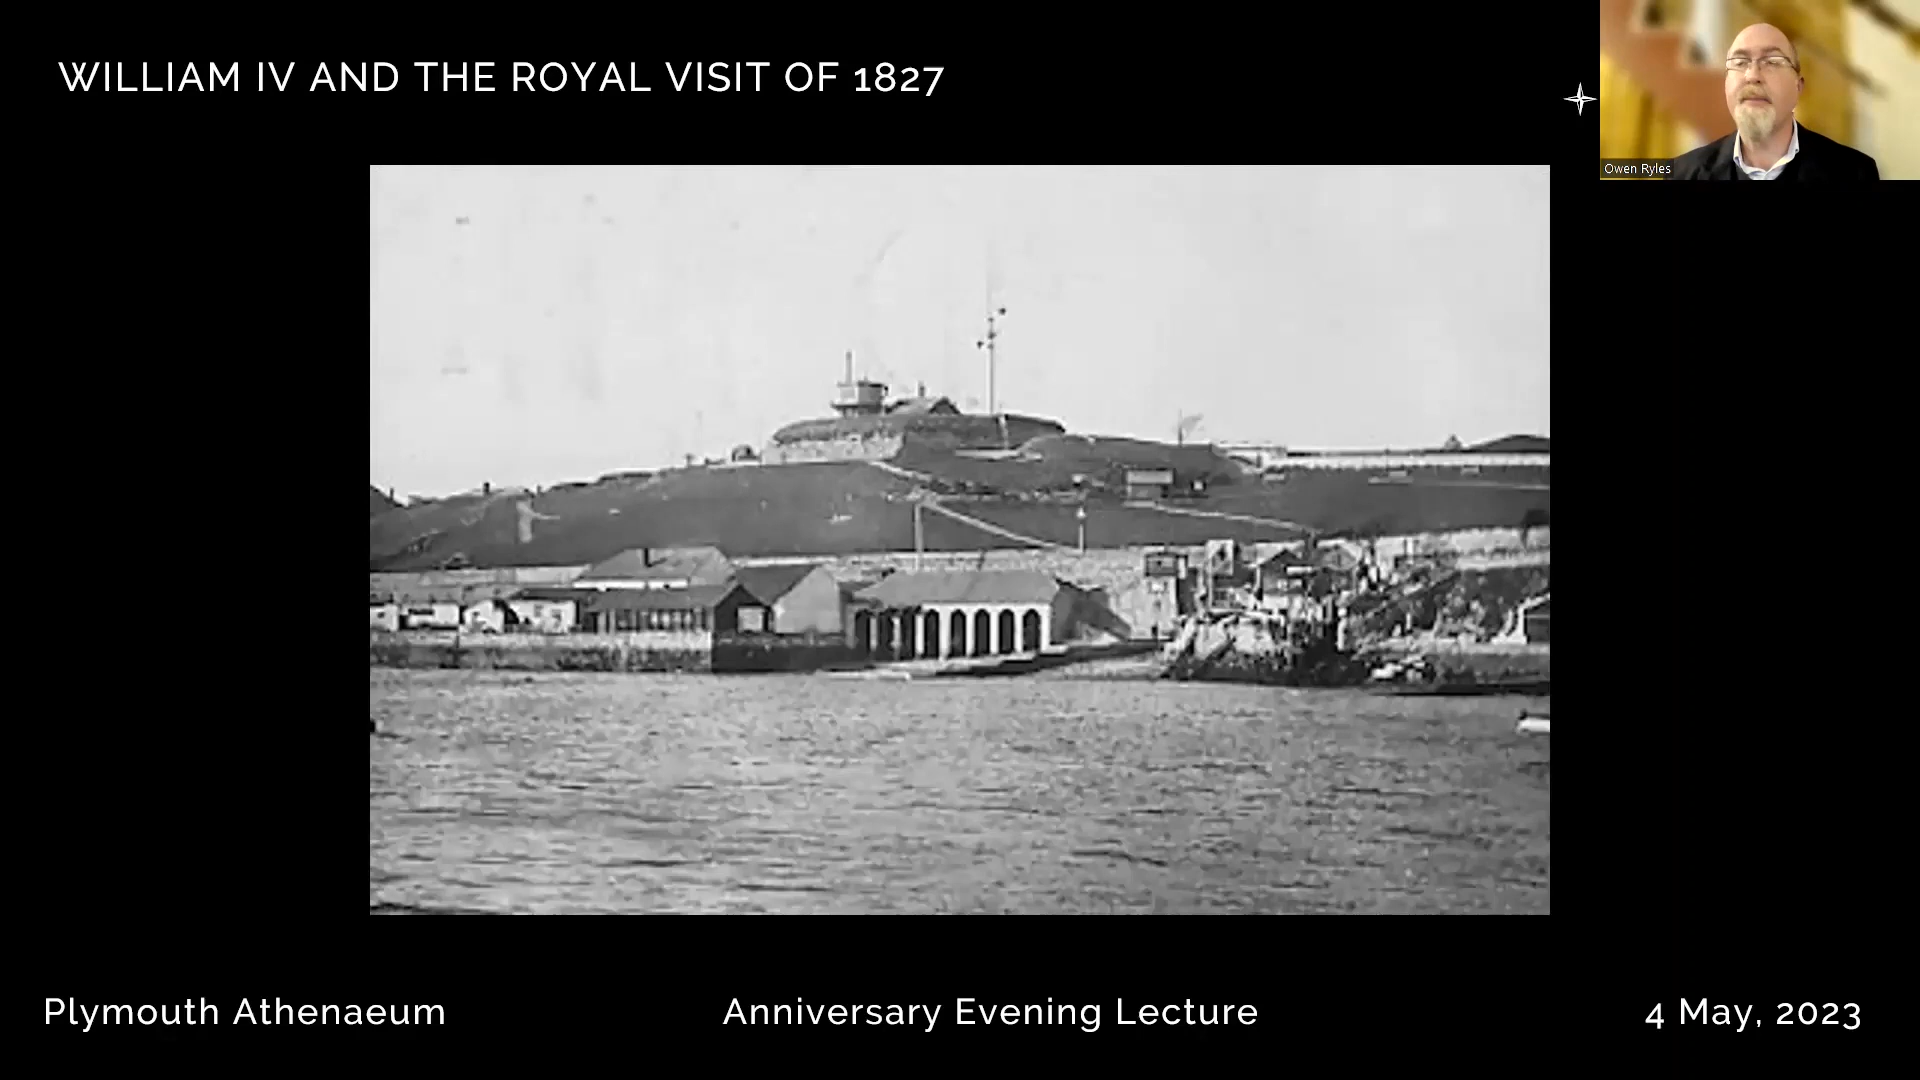 WILLIAM IV AND THE ROYAL VISIT OF 1827
Owen Ryles
Plymouth Athenaeum
Anniversary Evening Lecture
4 May, 2023